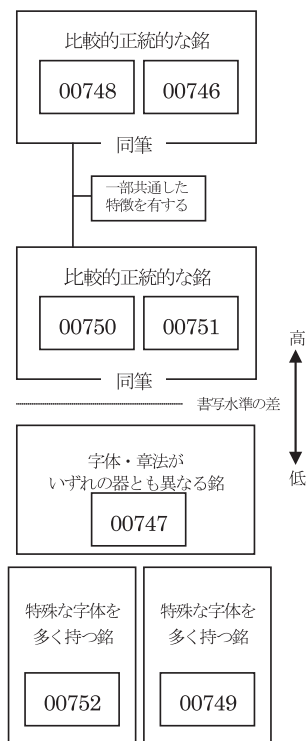 比較的正統的な銘
00748 00746
同筆
一部共通した
特徴を有する
比較的正統的な銘
00750 00751
同筆
書写水準の差
高
低
字体・章法が
いずれの器とも異なる銘
00747
特殊な字体を
多く持つ銘
00752
特殊な字体を
多く持つ銘
00749